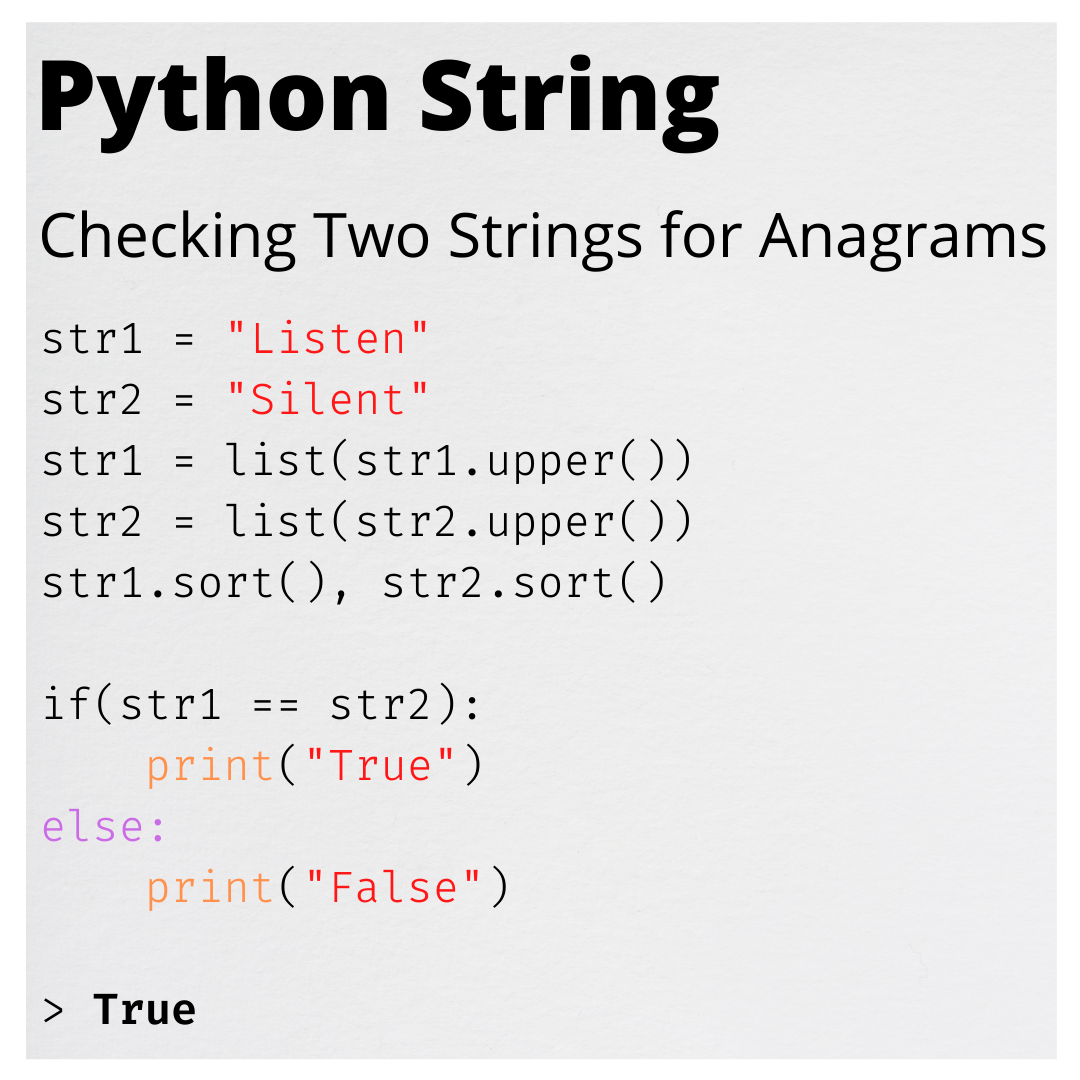 Python String
Checking Two Strings for Anagrams
str1 = "Listen"
str2 = "Silent"
str1 = list(str1.upper())
str2 = list(str2.upper())
str1.sort(), str2.sort()
if(str1 == str2):
    print("True")
else:
    print("False")
> True